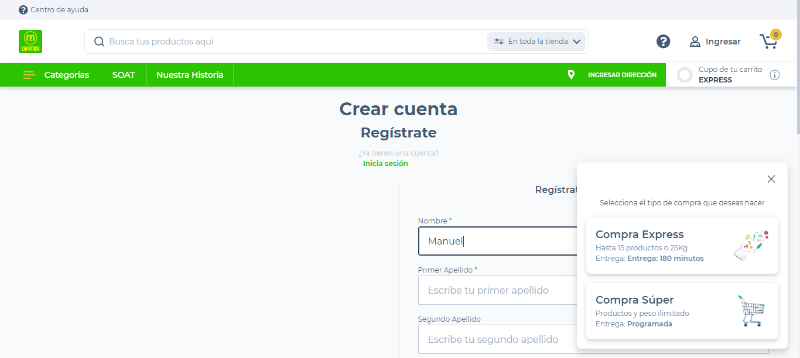 Centro de ayuda
Busca tus productos aquí
En toda la tienda
Ingresar
0
Categorías
SOAT
Nuestra Historia
INGRESAR DIRECCIÓN
Cupo de tu carrito
EXPRESS
Crear cuenta
Regístrate
¿Ya tienes una cuenta?
Inicia sesión
Regístrat
Nombre *
Manuel
Primer Apellido *
Escribe tu primer apellido
Segundo Apellido
Escribe tu segundo apellido
Selecciona el tipo de compra que deseas hacer
Compra Express
Hasta 15 productos o 25Kg
Entrega: Entrega: 180 minutos
Compra Súper
Productos y peso ilimitado
Entrega: Programada